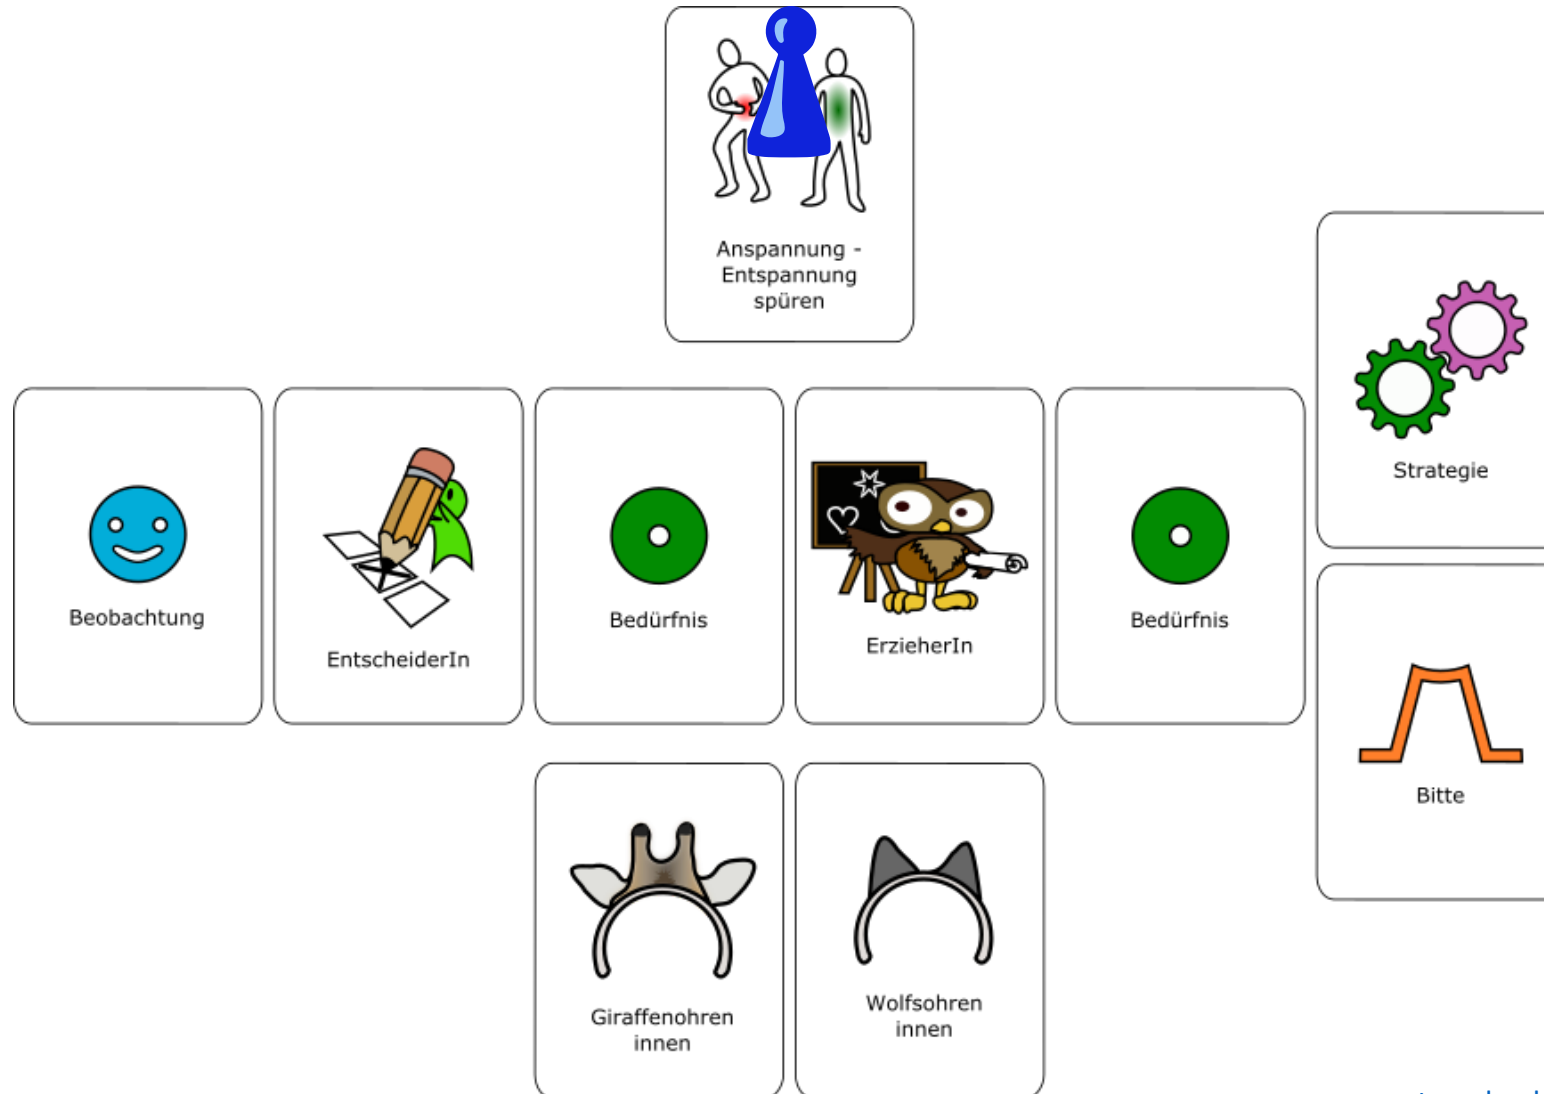 Anspannung -
Entspannung
spüren
Strategie
Beobachtung
EntscheiderIn
Bedürfnis
ErzieherIn
Bedürfnis
Bitte
Giraffenohren
innen
Wolfsohren
innen